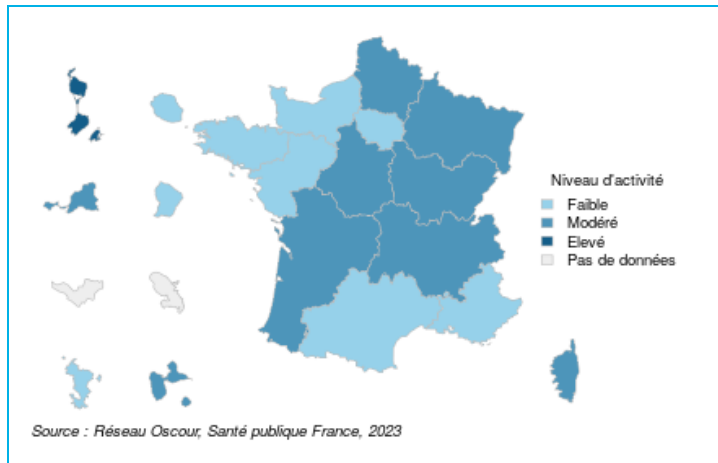 Niveau d'activité
Faible
Modéré
Elevé
Pas de données
Source : Réseau Oscour, Santé publique France, 2023